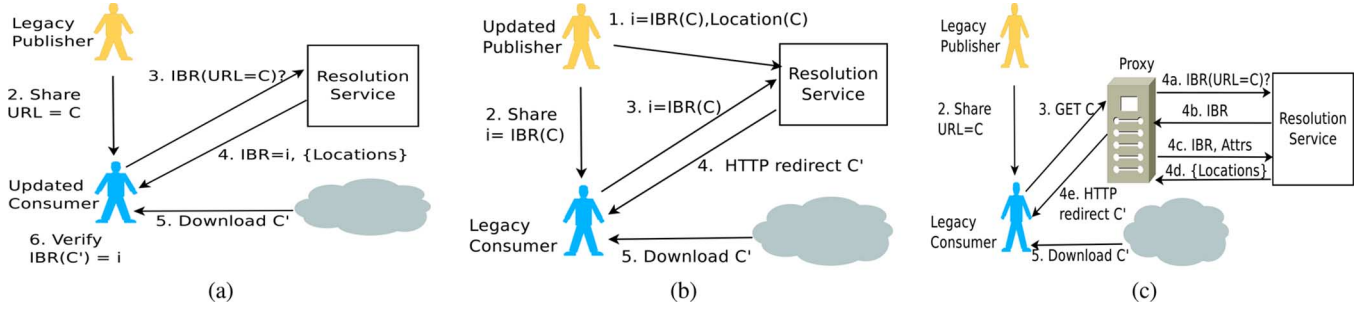 Legacy
Publisher
2. Share
URL = C
3. IBR(URL=C)?
Resolution
Service
4. IBR=i, {Locations}
Updated
Consumer
5. Download C'
6. Verify
IBR(C') = i
(a)
Updated
Publisher
1. i=IBR(C),Location(C)
Resolution
Service
2. Share
i= IBR(C)
3. i=IBR(C)
4. HTTP redirect C'
Legacy
Consumer
5. Download C'
(b)
Legacy
Publisher
Proxy
2. Share
URL=C
3. GET C
4a. IBR(URL=C)?
4b. IBR
4c. IBR, Attrs
4d. {Locations}
Resolution
Service
4e. HTTP
redirect C'
Legacy
Consumer
5. Download C'
(c)